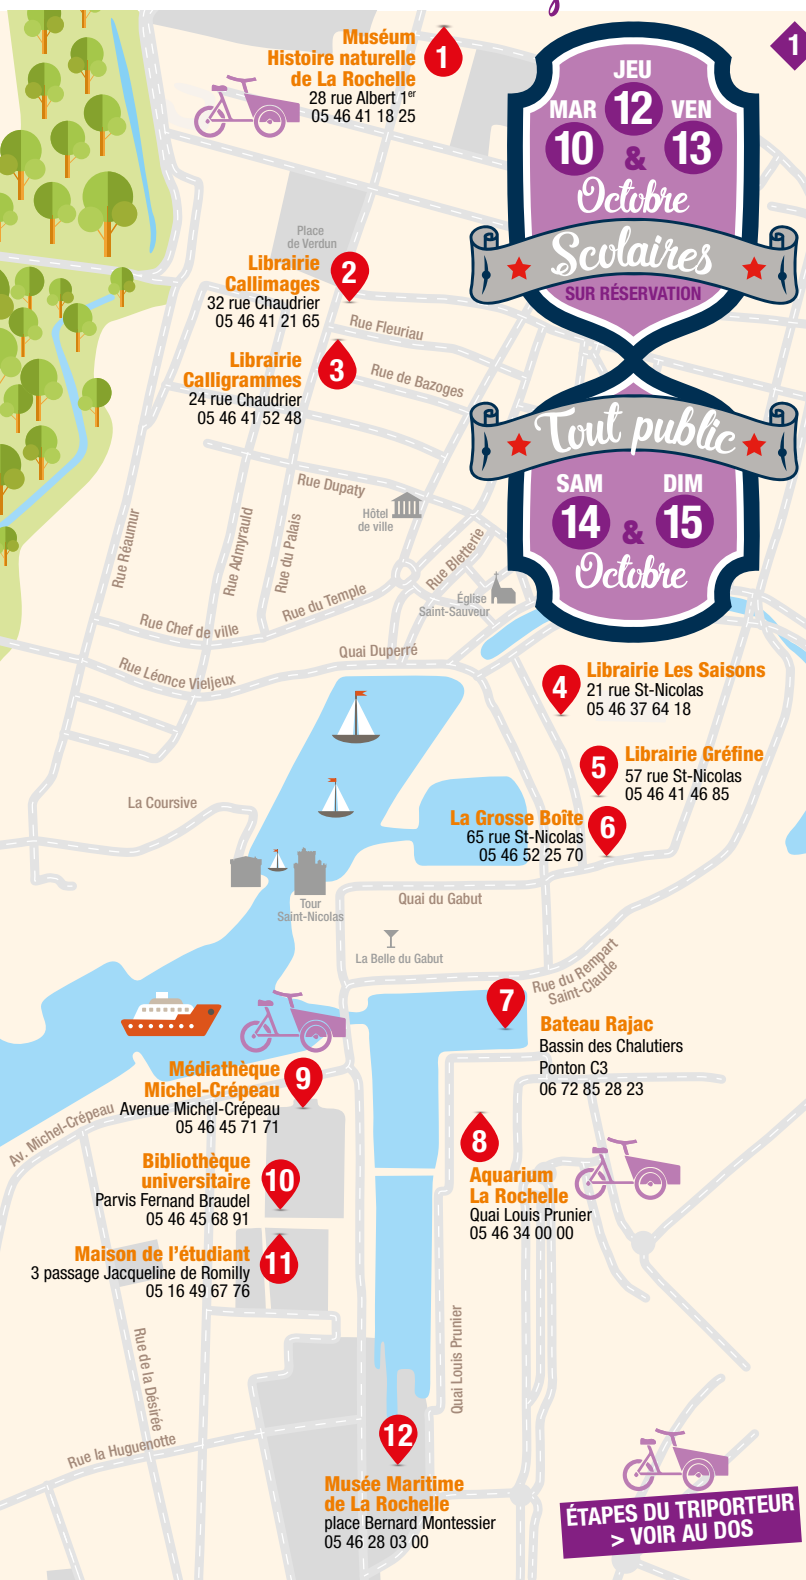 1
Muséum
Histoire naturelle
de La Rochelle
28 rue Albert 1er
05 46 41 18 25
1
JEU
MAR 12 VEN
10 & 13
Octobre
Scolaires
SUR RÉSERVATION
Place
de Verdun
Librairie
Callimages
32 rue Chaudrier
05 46 41 21 65
2
Rue Fleuriau
Librairie
Calligrammes
24 rue Chaudrier
05 46 41 52 48
3
Rue de Bazoges
Tout public
SAM DIM
14 & 15
Octobre
Rue Dupaty
Hôtel
de ville
Rue Réaumur
Rue Admyrauld
Rue du Palais
Rue Bletterie
Rue du Temple
Église
Saint-Sauveur
Rue Chef de ville
Quai Duperré
Rue Léonce Vieljeux
4
Librairie Les Saisons
21 rue St-Nicolas
05 46 37 64 18
5
Librairie Gréfine
57 rue St-Nicolas
05 46 41 46 85
La Coursive
La Grosse Boîte
65 rue St-Nicolas
05 46 52 25 70
6
Tour
Saint-Nicolas
Quai du Gabut
La Belle du Gabut
Rue du Rempart
Saint-Claude
7
Bateau Rajac
Bassin des Chalutiers
Ponton C3
06 72 85 28 23
Médiathèque
Michel-Crépeau
Avenue Michel-Crépeau
05 46 45 71 71
9
Av. Michel-Crépeau
8
Aquarium
La Rochelle
Quai Louis Prunier
05 46 34 00 00
Bibliothèque
universitaire
Parvis Fernand Braudel
05 46 45 68 91
10
Maison de l'étudiant
3 passage Jacqueline de Romilly
05 16 49 67 76
11
Quai Louis Prunier
Rue de la Désirée
Rue la Huguenotte
12
Musée Maritime
de La Rochelle
place Bernard Montessier
05 46 28 03 00
ÉTAPES DU TRIPORTEUR
> VOIR AU DOS